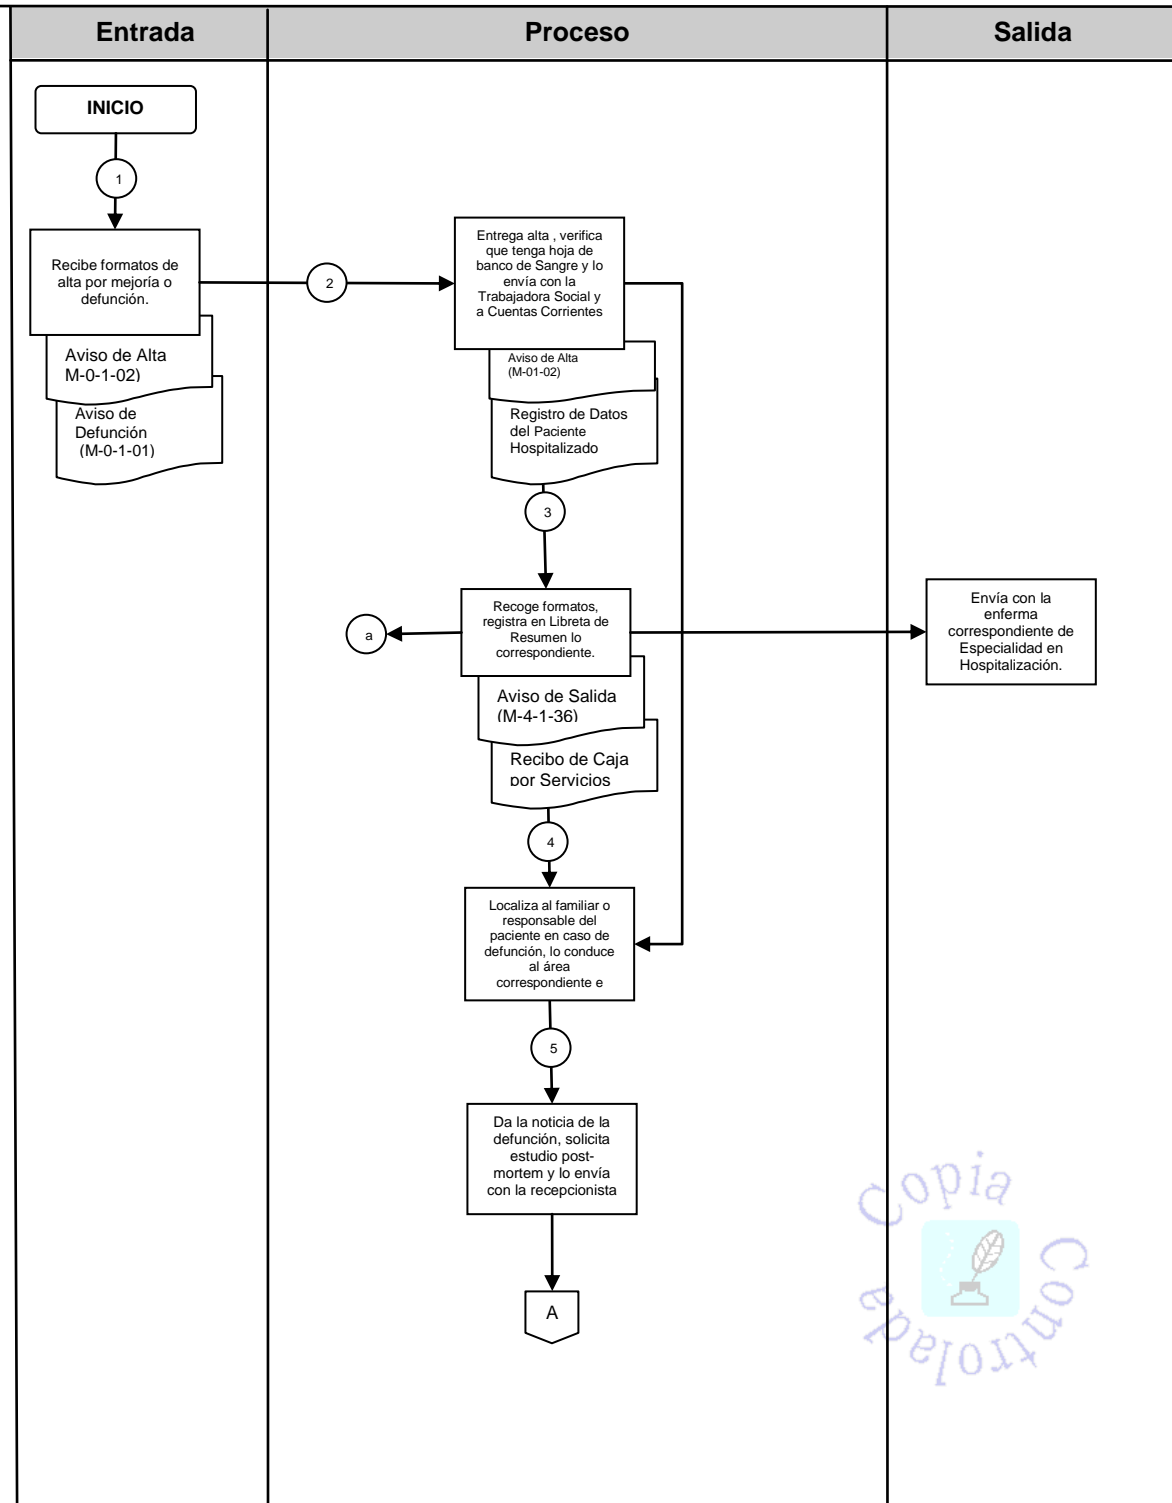 Entrada
Proceso
Salida
INICIO
1
Recibe formatos de
alta por mejoría o
defunción.
Aviso de Alta
M-0-1-02)
Aviso de
Defunción
(M-0-1-01)
2
Entrega alta , verifica
que tenga hoja de
banco de Sangre y lo
envía con la
Trabajadora Social y
a Cuentas Corrientes
Aviso de Alta
(M-01-02)
Registro de Datos
del Paciente
Hospitalizado
3
Recoge formatos,
registra en Libreta de
Resumen lo
correspondiente.
a
Envía con la
enferma
correspondiente de
Especialidad en
Hospitalización.
Aviso de Salida
(M-4-1-36)
Recibo de Caja
por Servicios
4
Localiza al familiar o
responsable del
paciente en caso de
defunción, lo conduce
al área
correspondiente e
5
Da la noticia de la
defunción, solicita
estudio post-
mortem y lo envía
con la recepcionista
A
Copia
Controlada